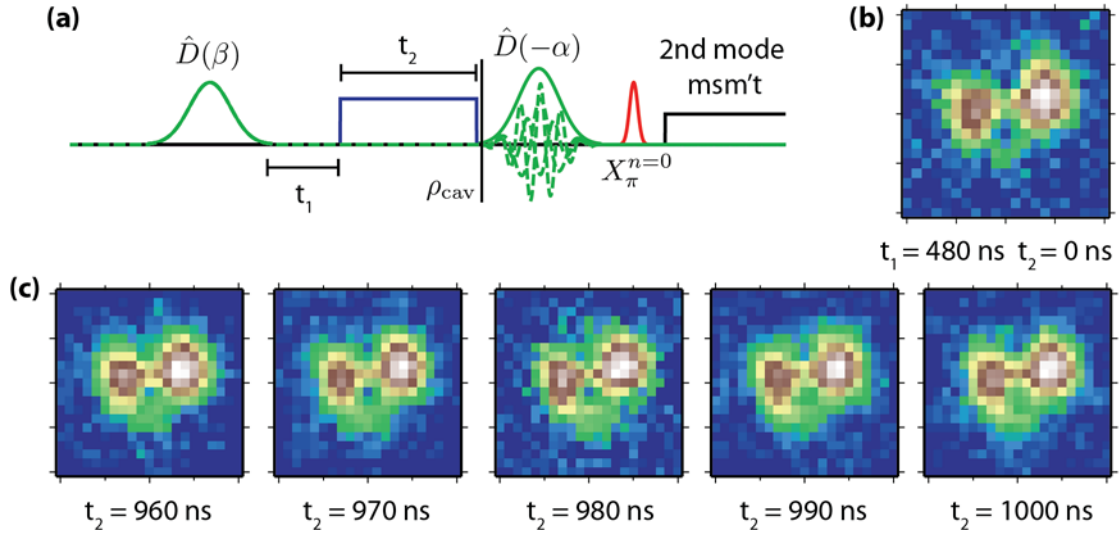 (a)
D̂(β)
t₂
D̂(−α)
2nd mode
msm't
t₁
ρcav
Xπⁿ⁼⁰
(b)
t₁ = 480 ns t₂ = 0 ns
(c)
t₂ = 960 ns
t₂ = 970 ns
t₂ = 980 ns
t₂ = 990 ns
t₂ = 1000 ns